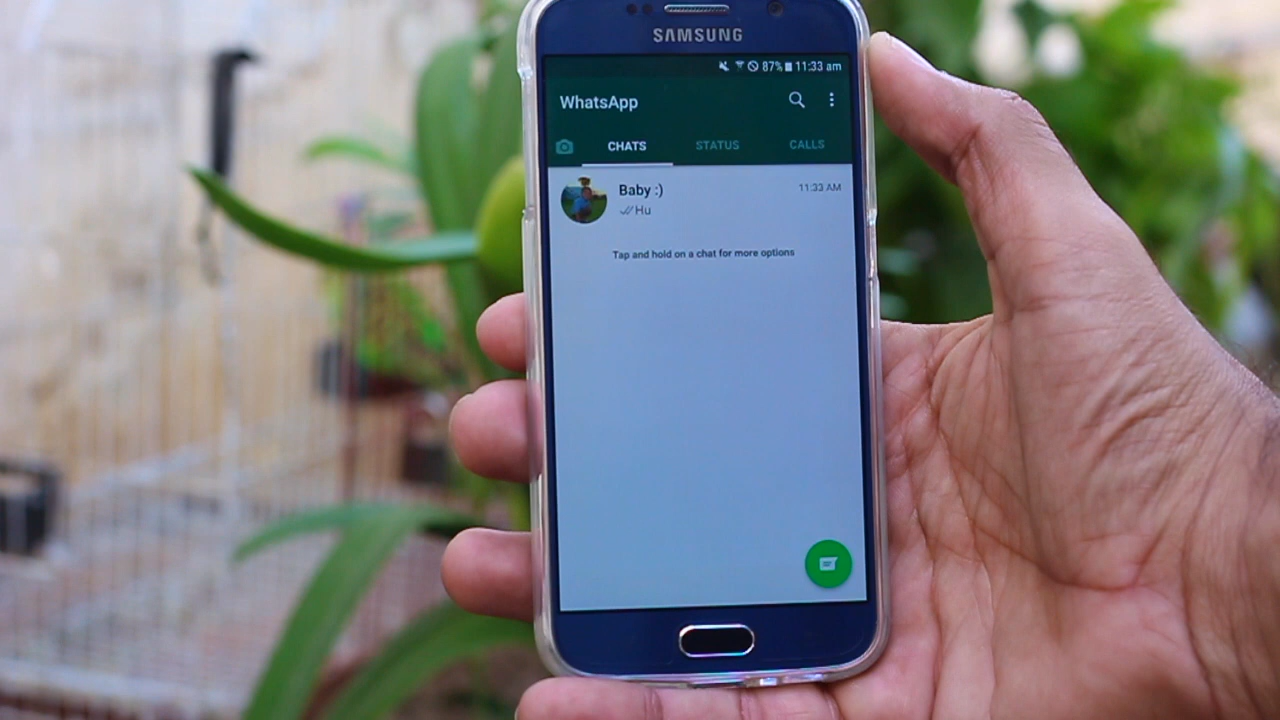 SAMSUNG
87% 11:33 am
WhatsApp
CHATS STATUS CALLS
Baby :) 11:33 AM
Hu
Tap and hold on a chat for more options